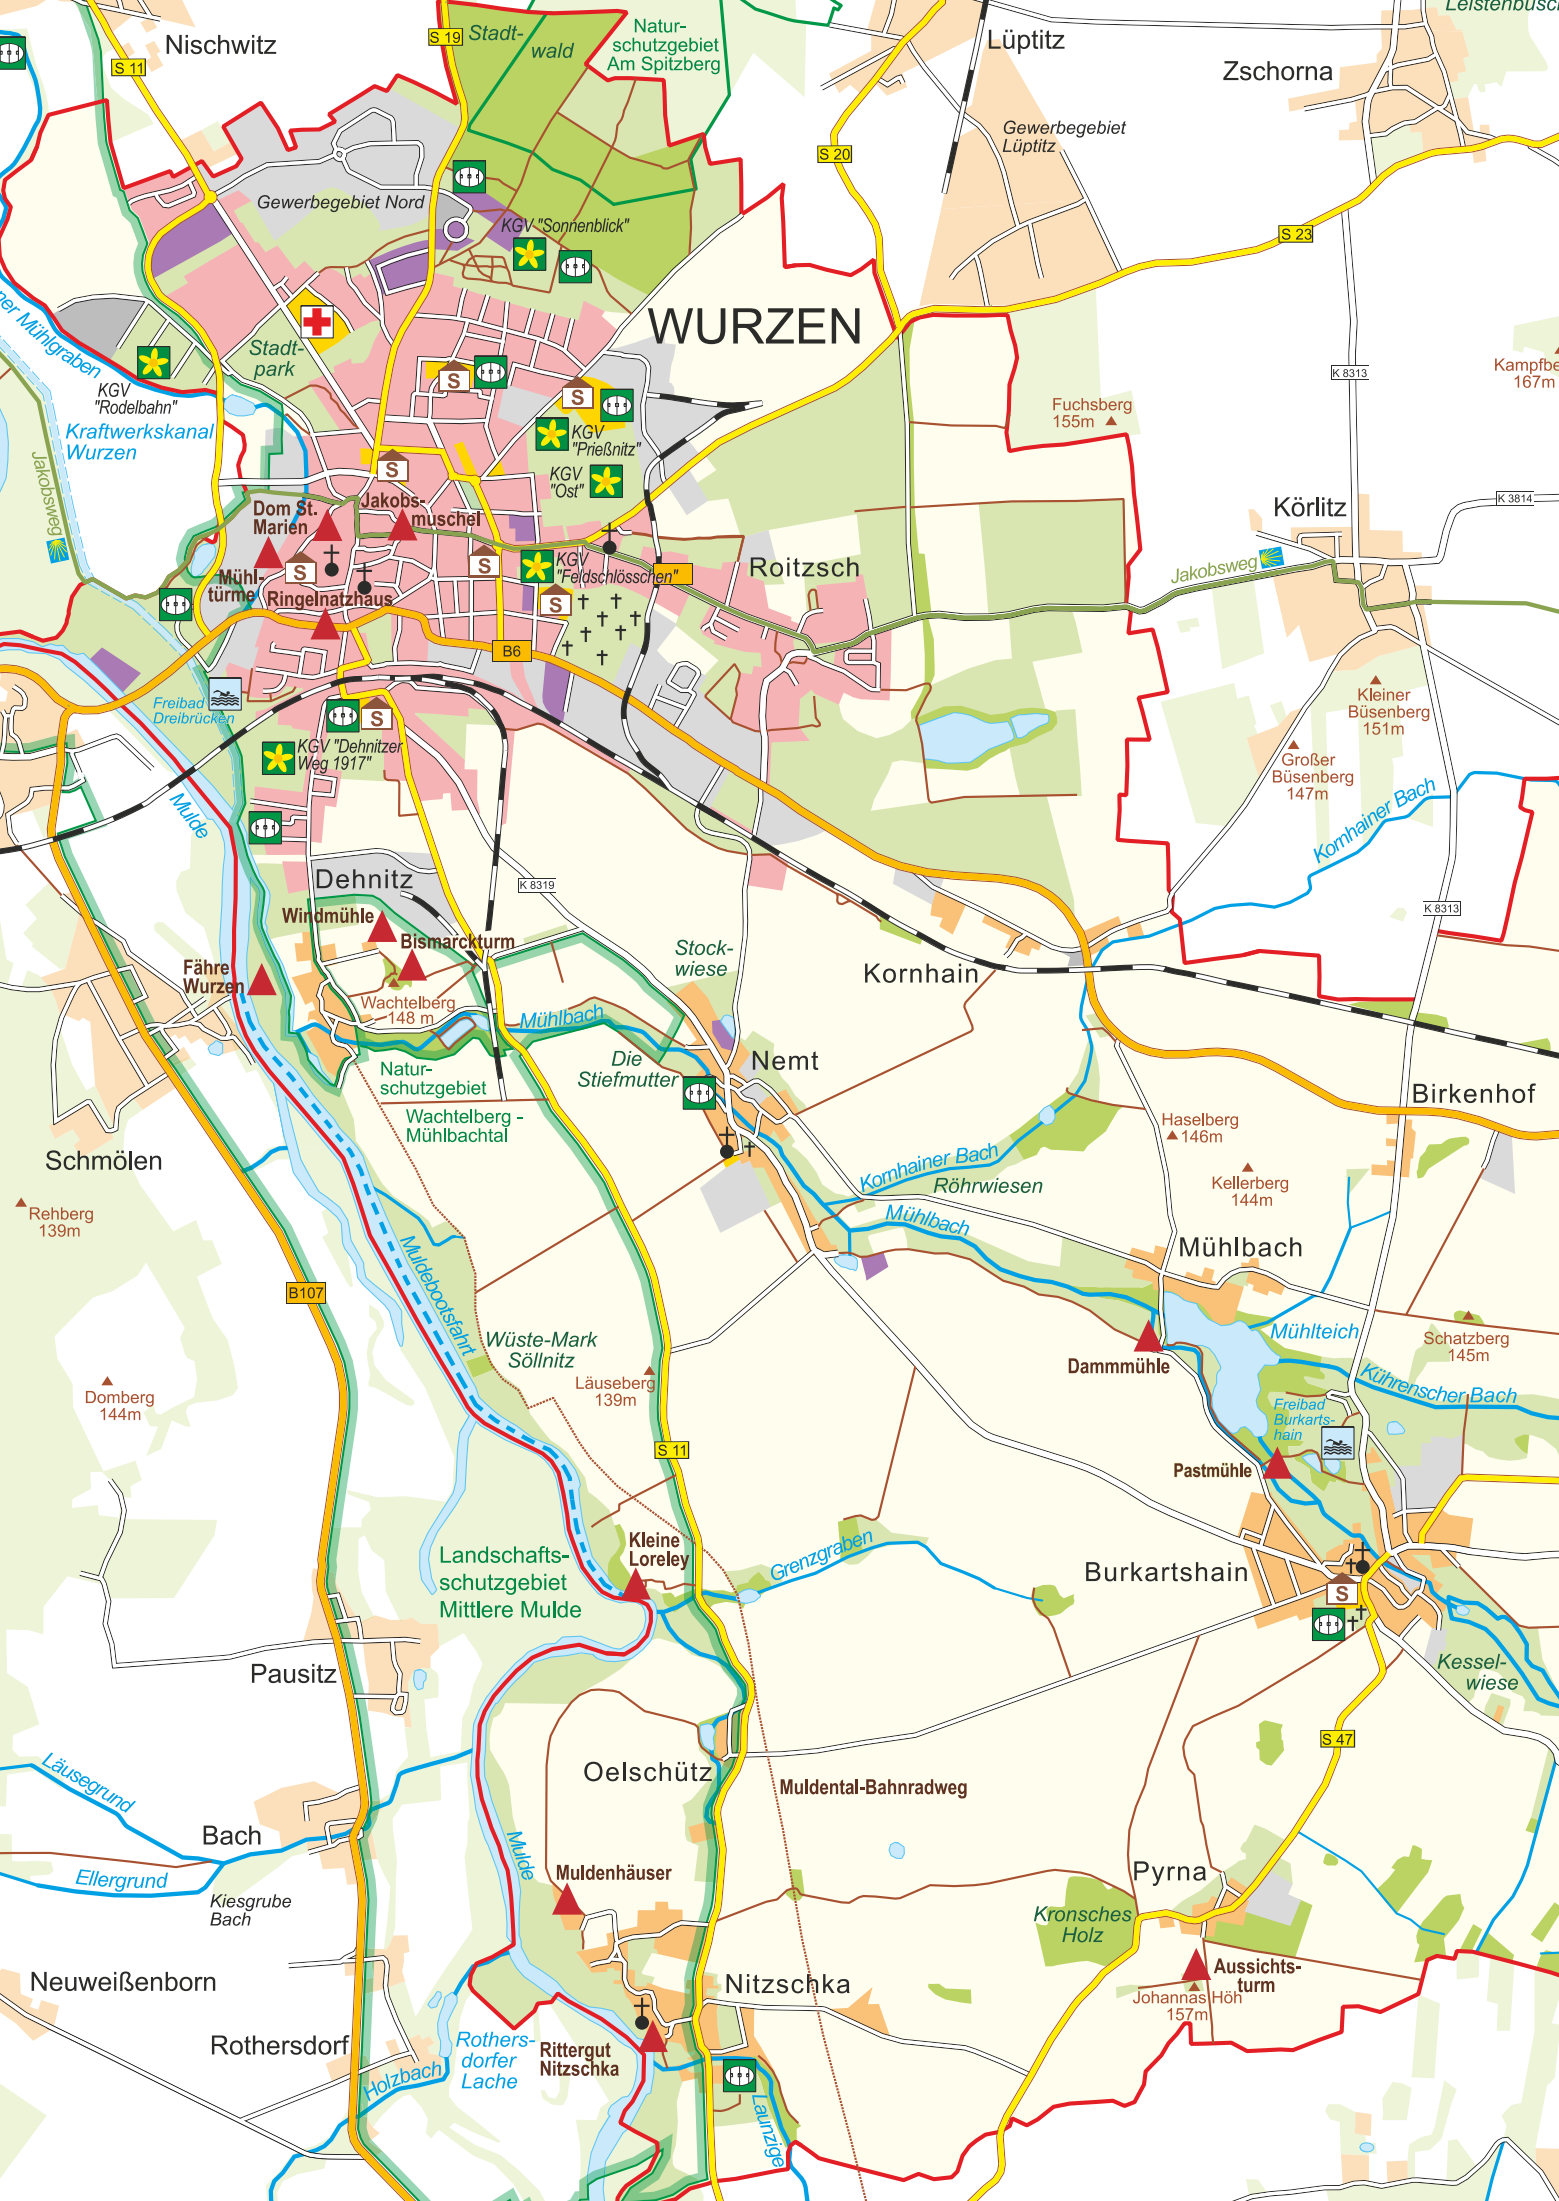 Leistenbusch
Nischwitz
S 11
S 19
Stadt-
wald
Natur-
schutzgebiet
Am Spitzberg
Lüptitz
Zschorna
Gewerbegebiet
Lüptitz
S 20
Gewerbegebiet Nord
KGV "Sonnenblick"
S 23
WURZEN
Stadt-
park
ner Mühlgraben
KGV
"Rodelbahn"
Kraftwerkskanal
Wurzen
Jakobsweg
S
S
KGV
"Prießnitz"
KGV
"Ost"
S
K 8313
Kampfbe
167m
Fuchsberg
155m
Körlitz
K 3814
Dom St.
Marien
Jakobs-
muschel
Mühl-
türme
S
Ringelnatzhaus
S
KGV
"Feldschlösschen"
S
Roitzsch
Jakobsweg
B6
Freibad
Dreibrücken
S
KGV "Dehnitzer
Weg 1917"
Kleiner
Büsenberg
151m
Großer
Büsenberg
147m
Kornhainer Bach
Mulde
Dehnitz
K 8319
K 8313
Windmühle
Bismarckturm
Stock-
wiese
Kornhain
Fähre
Wurzen
Wachtelberg
148 m
Mühlbach
Die
Stiefmutter
Nemt
Natur-
schutzgebiet
Wachtelberg -
Mühlbachtal
Birkenhof
Haselberg
146m
Kellerberg
144m
Schmölen
Rehberg
139m
Kornhainer Bach
Röhrwiesen
Mühlbach
Mühlbach
B107
Muldebootsfahrt
Wüste-Mark
Söllnitz
Läuseberg
139m
Dammmühle
Mühlteich
Schatzberg
145m
Kührenscher Bach
Domberg
144m
Freibad
Burkarts-
hain
S 11
Pastmühle
Kleine
Loreley
Landschafts-
schutzgebiet
Mittlere Mulde
Grenzgraben
Burkartshain
S
Pausitz
Kessel-
wiese
S 47
Oelschütz
Muldental-Bahnradweg
Läusegrund
Bach
Ellergrund
Kiesgrube
Bach
Mulde
Muldenhäuser
Pyrna
Kronsches
Holz
Aussichts-
turm
Johannas Höh
157m
Neuweißenborn
Nitzschka
Rothersdorf
Rothers-
dorfer
Lache
Rittergut
Nitzschka
Holzbach
Launzige